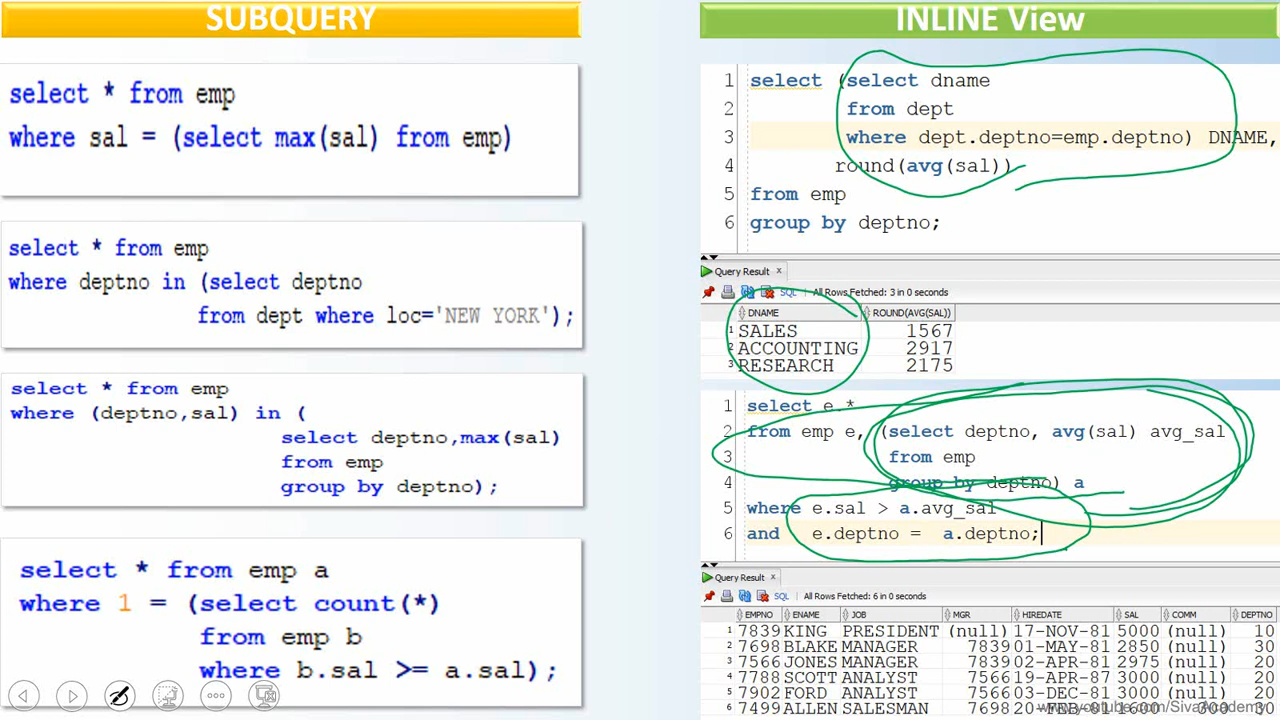 SUBQUERY
select * from emp
where sal = (select max(sal) from emp)
select * from emp
where deptno in (select deptno
from dept where loc='NEW YORK');
select * from emp
where (deptno,sal) in (
select deptno,max(sal)
from emp
group by deptno);
select * from emp a
where 1 = (select count(*)
from emp b
where b.sal >= a.sal);
INLINE View
1 select (select dname
2 from dept
3 where dept.deptno=emp.deptno) DNAME,
4 round(avg(sal))
5 from emp
6 group by deptno;
Query Result x
SQL | All Rows Fetched: 3 in 0 seconds
DNAME ROUND(AVG(SAL))
1 SALES 1567
2 ACCOUNTING 2917
3 RESEARCH 2175
1 select e.*
2 from emp e, (select deptno, avg(sal) avg_sal
3 from emp
4 group by deptno) a
5 where e.sal > a.avg_sal
6 and e.deptno = a.deptno;
Query Result x
SQL | All Rows Fetched: 6 in 0 seconds
EMPNO ENAME JOB MGR HIREDATE SAL COMM DEPTNO
1 7839 KING PRESIDENT (null) 17-NOV-81 5000 (null) 10
2 7698 BLAKE MANAGER 7839 01-MAY-81 2850 (null) 30
3 7566 JONES MANAGER 7839 02-APR-81 2975 (null) 20
4 7788 SCOTT ANALYST 7566 19-APR-87 3000 (null) 20
5 7902 FORD ANALYST 7566 03-DEC-81 3000 (null) 20
6 7499 ALLEN SALESMAN 7698 20-FEB-81 1600 30
www.youtube.com/SivaAcademy